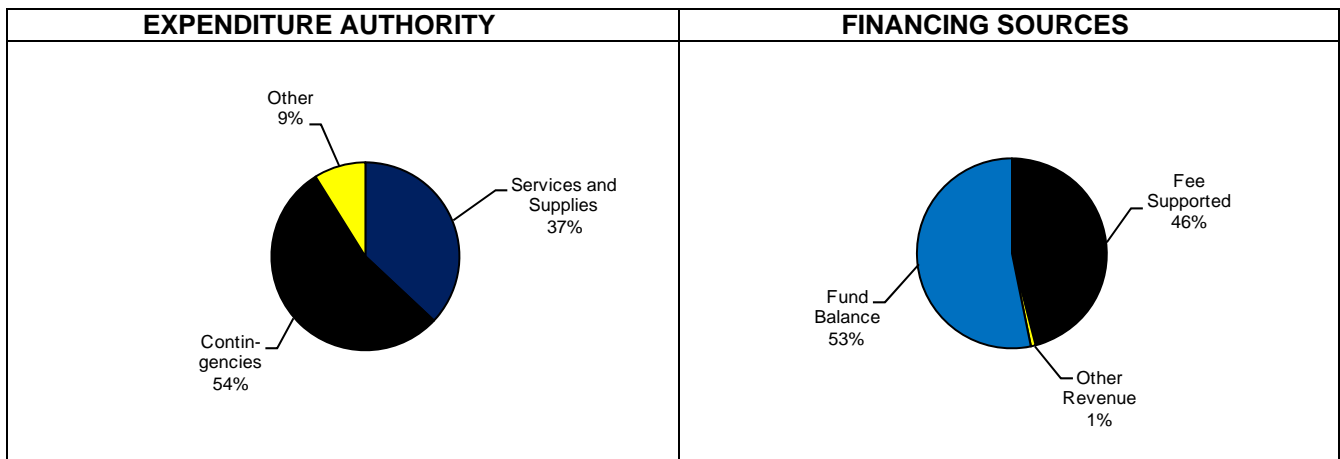 EXPENDITURE AUTHORITY
Other
9%
Services and
Supplies
37%
Contin-
gencies
54%
FINANCING SOURCES
Fee
Supported
46%
Fund
Balance
53%
Other
Revenue
1%